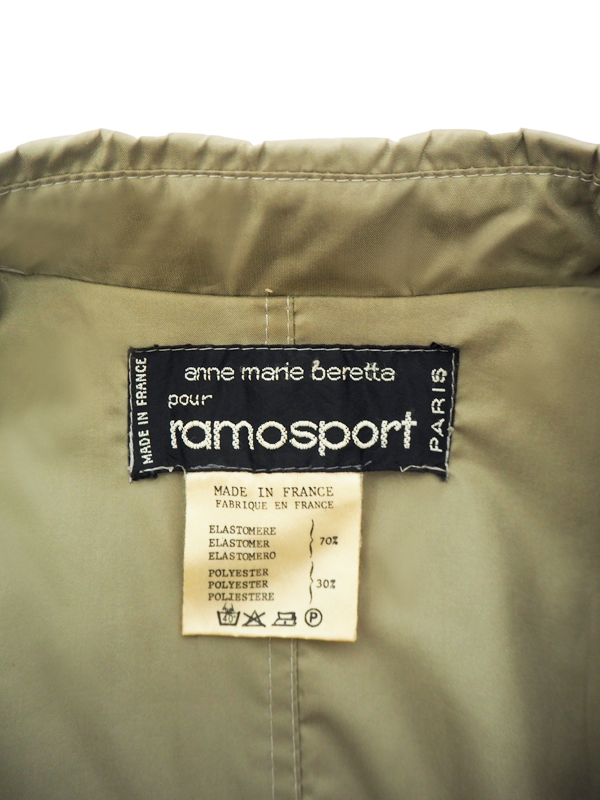 MADE IN FRANCE
anne marie beretta
pour
ramosport
PARIS
MADE IN FRANCE
FABRIQUE EN FRANCE
ELASTOMERE
ELASTOMER
ELASTOMERO
70%
POLYESTER
POLYESTER
POLIESTERE
30%
40°
P